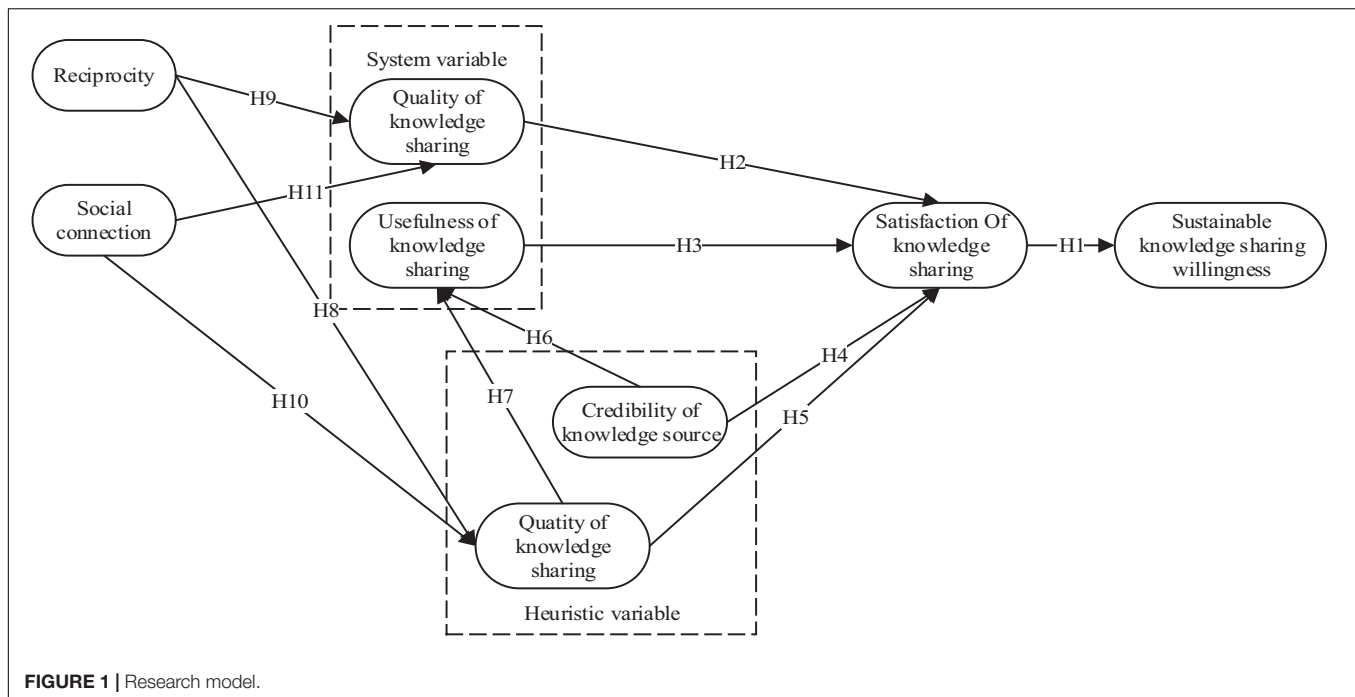 System variable
Reciprocity
Quality of
knowledge
sharing
H9
H2
H11
Social
connection
Usefulness of
knowledge
sharing
H3
Satisfaction Of
knowledge
sharing
H1
Sustainable
knowledge sharing
willingness
H8
H6
H4
H7
H10
Credibility of
knowledge source
H5
Quatity of
knowledge
sharing
Heuristic variable
FIGURE 1 | Research model.